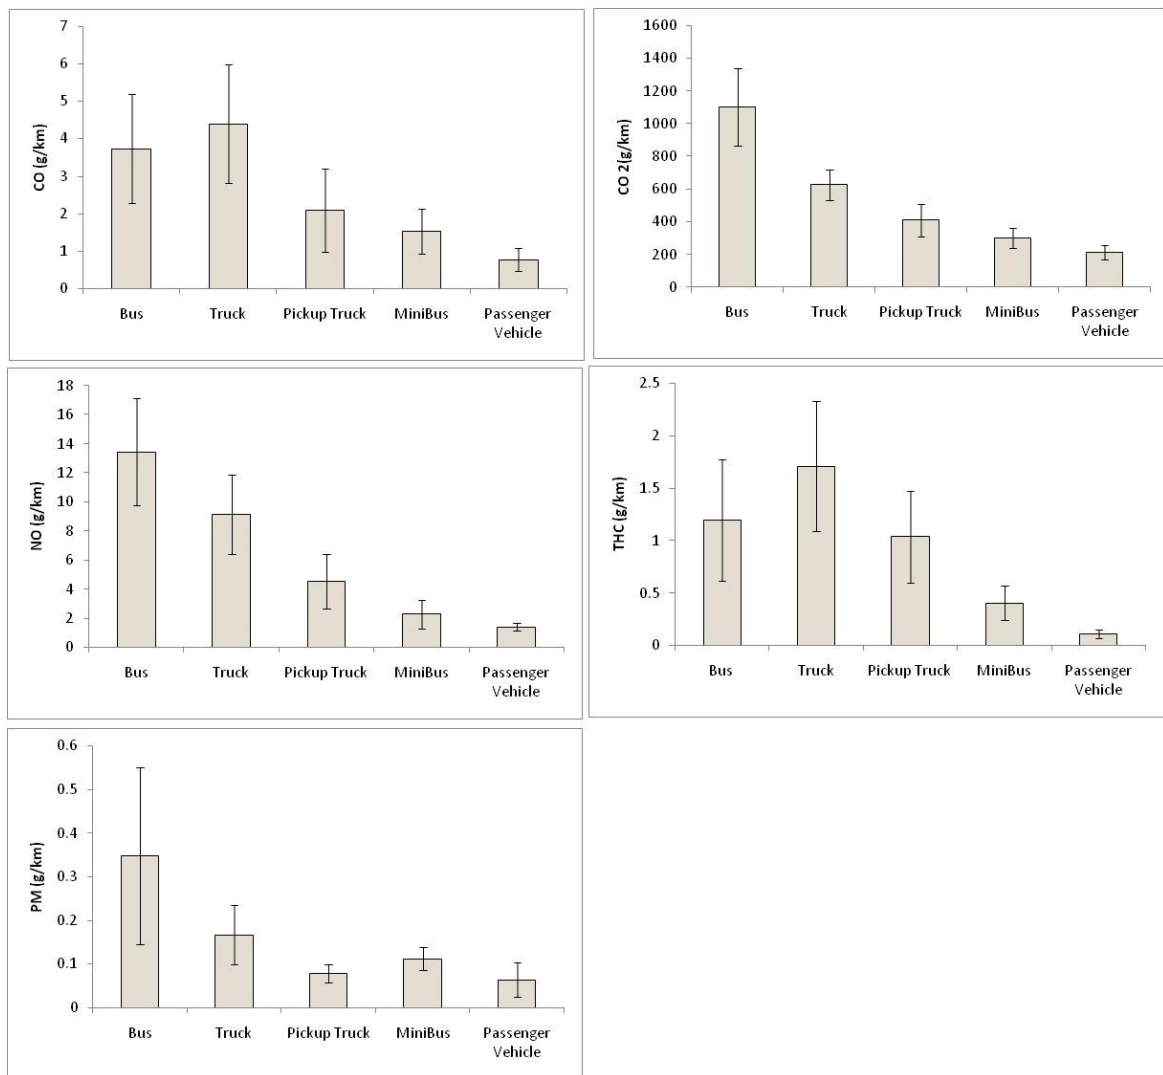 CO (g/km)
7
6
5
4
3
2
1
0
Bus Truck Pickup Truck MiniBus Passenger
Vehicle
CO 2(g/km)
1600
1400
1200
1000
800
600
400
200
0
Bus Truck Pickup Truck MiniBus Passenger
Vehicle
NO (g/km)
18
16
14
12
10
8
6
4
2
0
Bus Truck Pickup Truck MiniBus Passenger
Vehicle
THC (g/km)
2.5
2
1.5
1
0.5
0
Bus Truck Pickup Truck MiniBus Passenger
Vehicle
PM (g/km)
0.6
0.5
0.4
0.3
0.2
0.1
0
Bus Truck Pickup Truck MiniBus Passenger
Vehicle